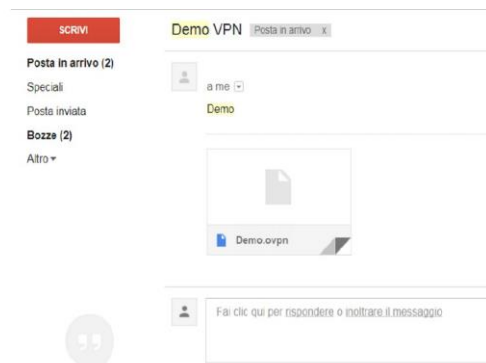 SCRIVI
Demo VPN Posta in arrivo x
Posta in arrivo (2)
Speciali
Posta inviata
Bozze (2)
Altro
a me
Demo
Demo.ovpn
Fai clic qui per rispondere o inoltrare il messaggio